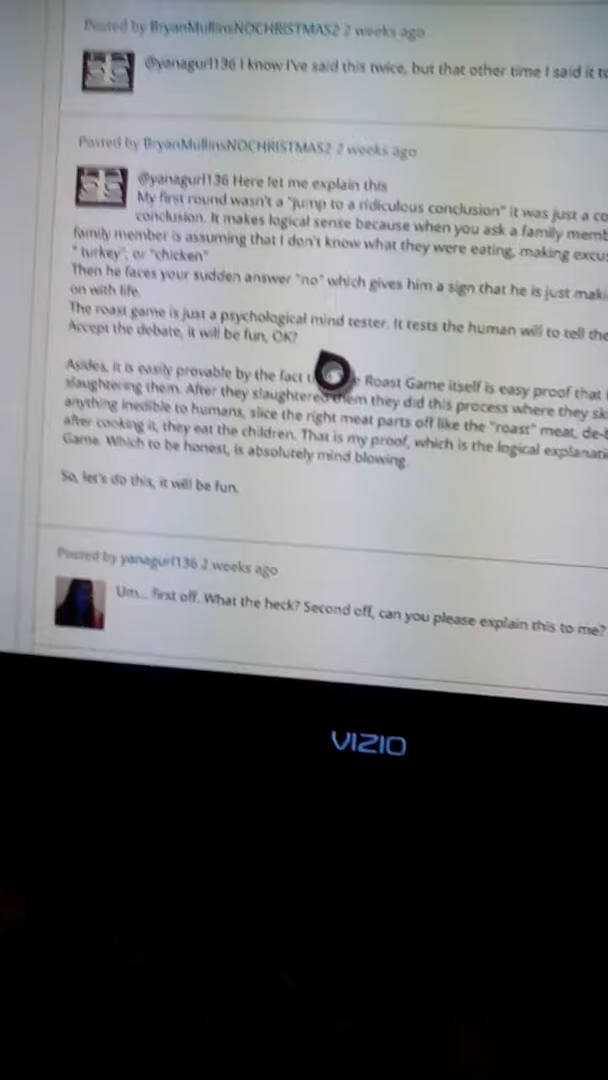 Posted by BryanMullinsNOCHRISTMAS2 2 weeks ago
@yanagurl136 I know I've said this twice, but that other time I said it to
Posted by BryanMullinsNOCHRISTMAS2 2 weeks ago
@yanagurl136 Here let me explain this
My first round wasn't a "jump to a ridiculous conclusion" it was just a
conclusion. It makes logical sense because when you ask a family
family member is assuming that I don't know what they were eating, making
" turkey", or "chicken"
Then he faces your sudden answer "no" which gives him a sign that he is just
on with life.
The roast game is just a psychological mind tester. It tests the human will to tell
Accept the debate, it will be fun, OK?
Asides, it is easily provable by the fact Roast Game itself is easy proof that
slaughtering them. After they slaughtered them they did this process where they
anything inedible to humans, slice the right meat parts off like the "roast" meat,
after cooking it, they eat the children. That is my proof, which is the logical
Game. Which to be honest, is absolutely mind blowing.
So, let's do this, it will be fun.
Posted by yanagurl136 2 weeks ago
Um... first off. What the heck? Second off, can you please explain this to me?
VIZIO